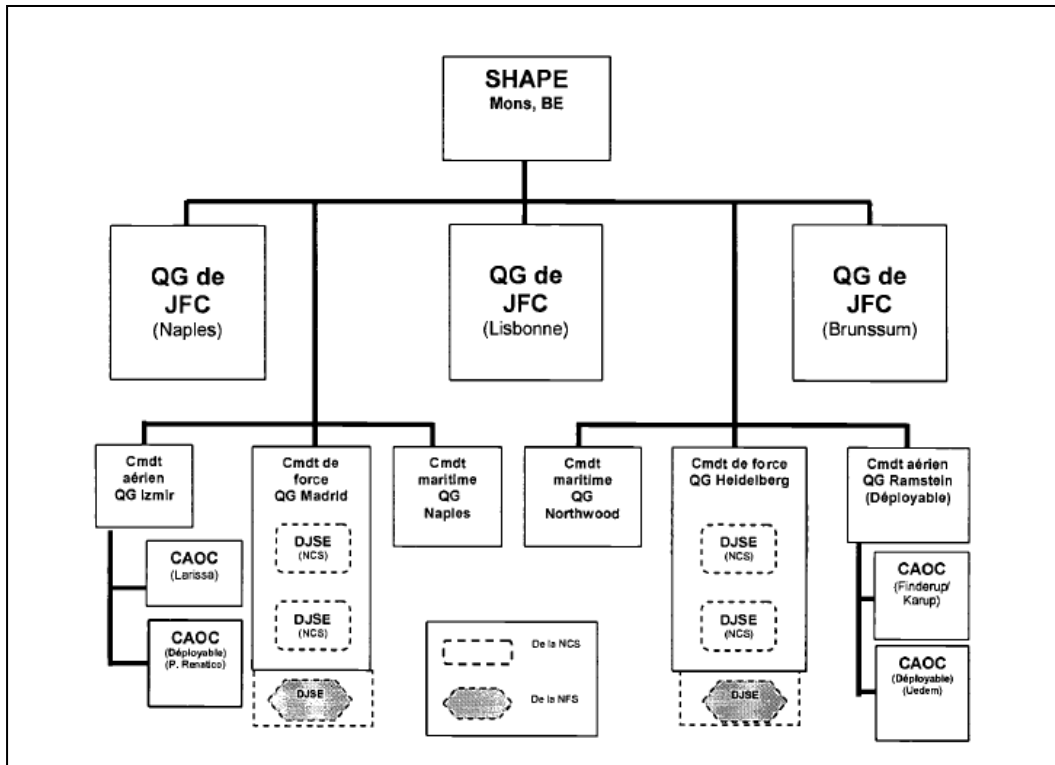 SHAPE
Mons, BE
QG de
JFC
(Naples)
QG de
JFC
(Lisbonne)
QG de
JFC
(Brunssum)
Cmdt
aérien
QG Izmir
Cmdt de
force
QG Madrid
Cmdt
maritime
QG
Naples
Cmdt
maritime
QG
Northwood
Cmdt de force
QG Heidelberg
Cmdt aérien
QG Ramstein
(Déployable)
CAOC
(Larissa)
CAOC
(Déployable)
(P. Renatico)
DJSE
(NCS)
DJSE
(NCS)
DJSE
De la NCS
De la NFS
DJSE
(NCS)
DJSE
(NCS)
DJSE
CAOC
(Finderup/
Karup)
CAOC
(Déployable)
(Uedem)